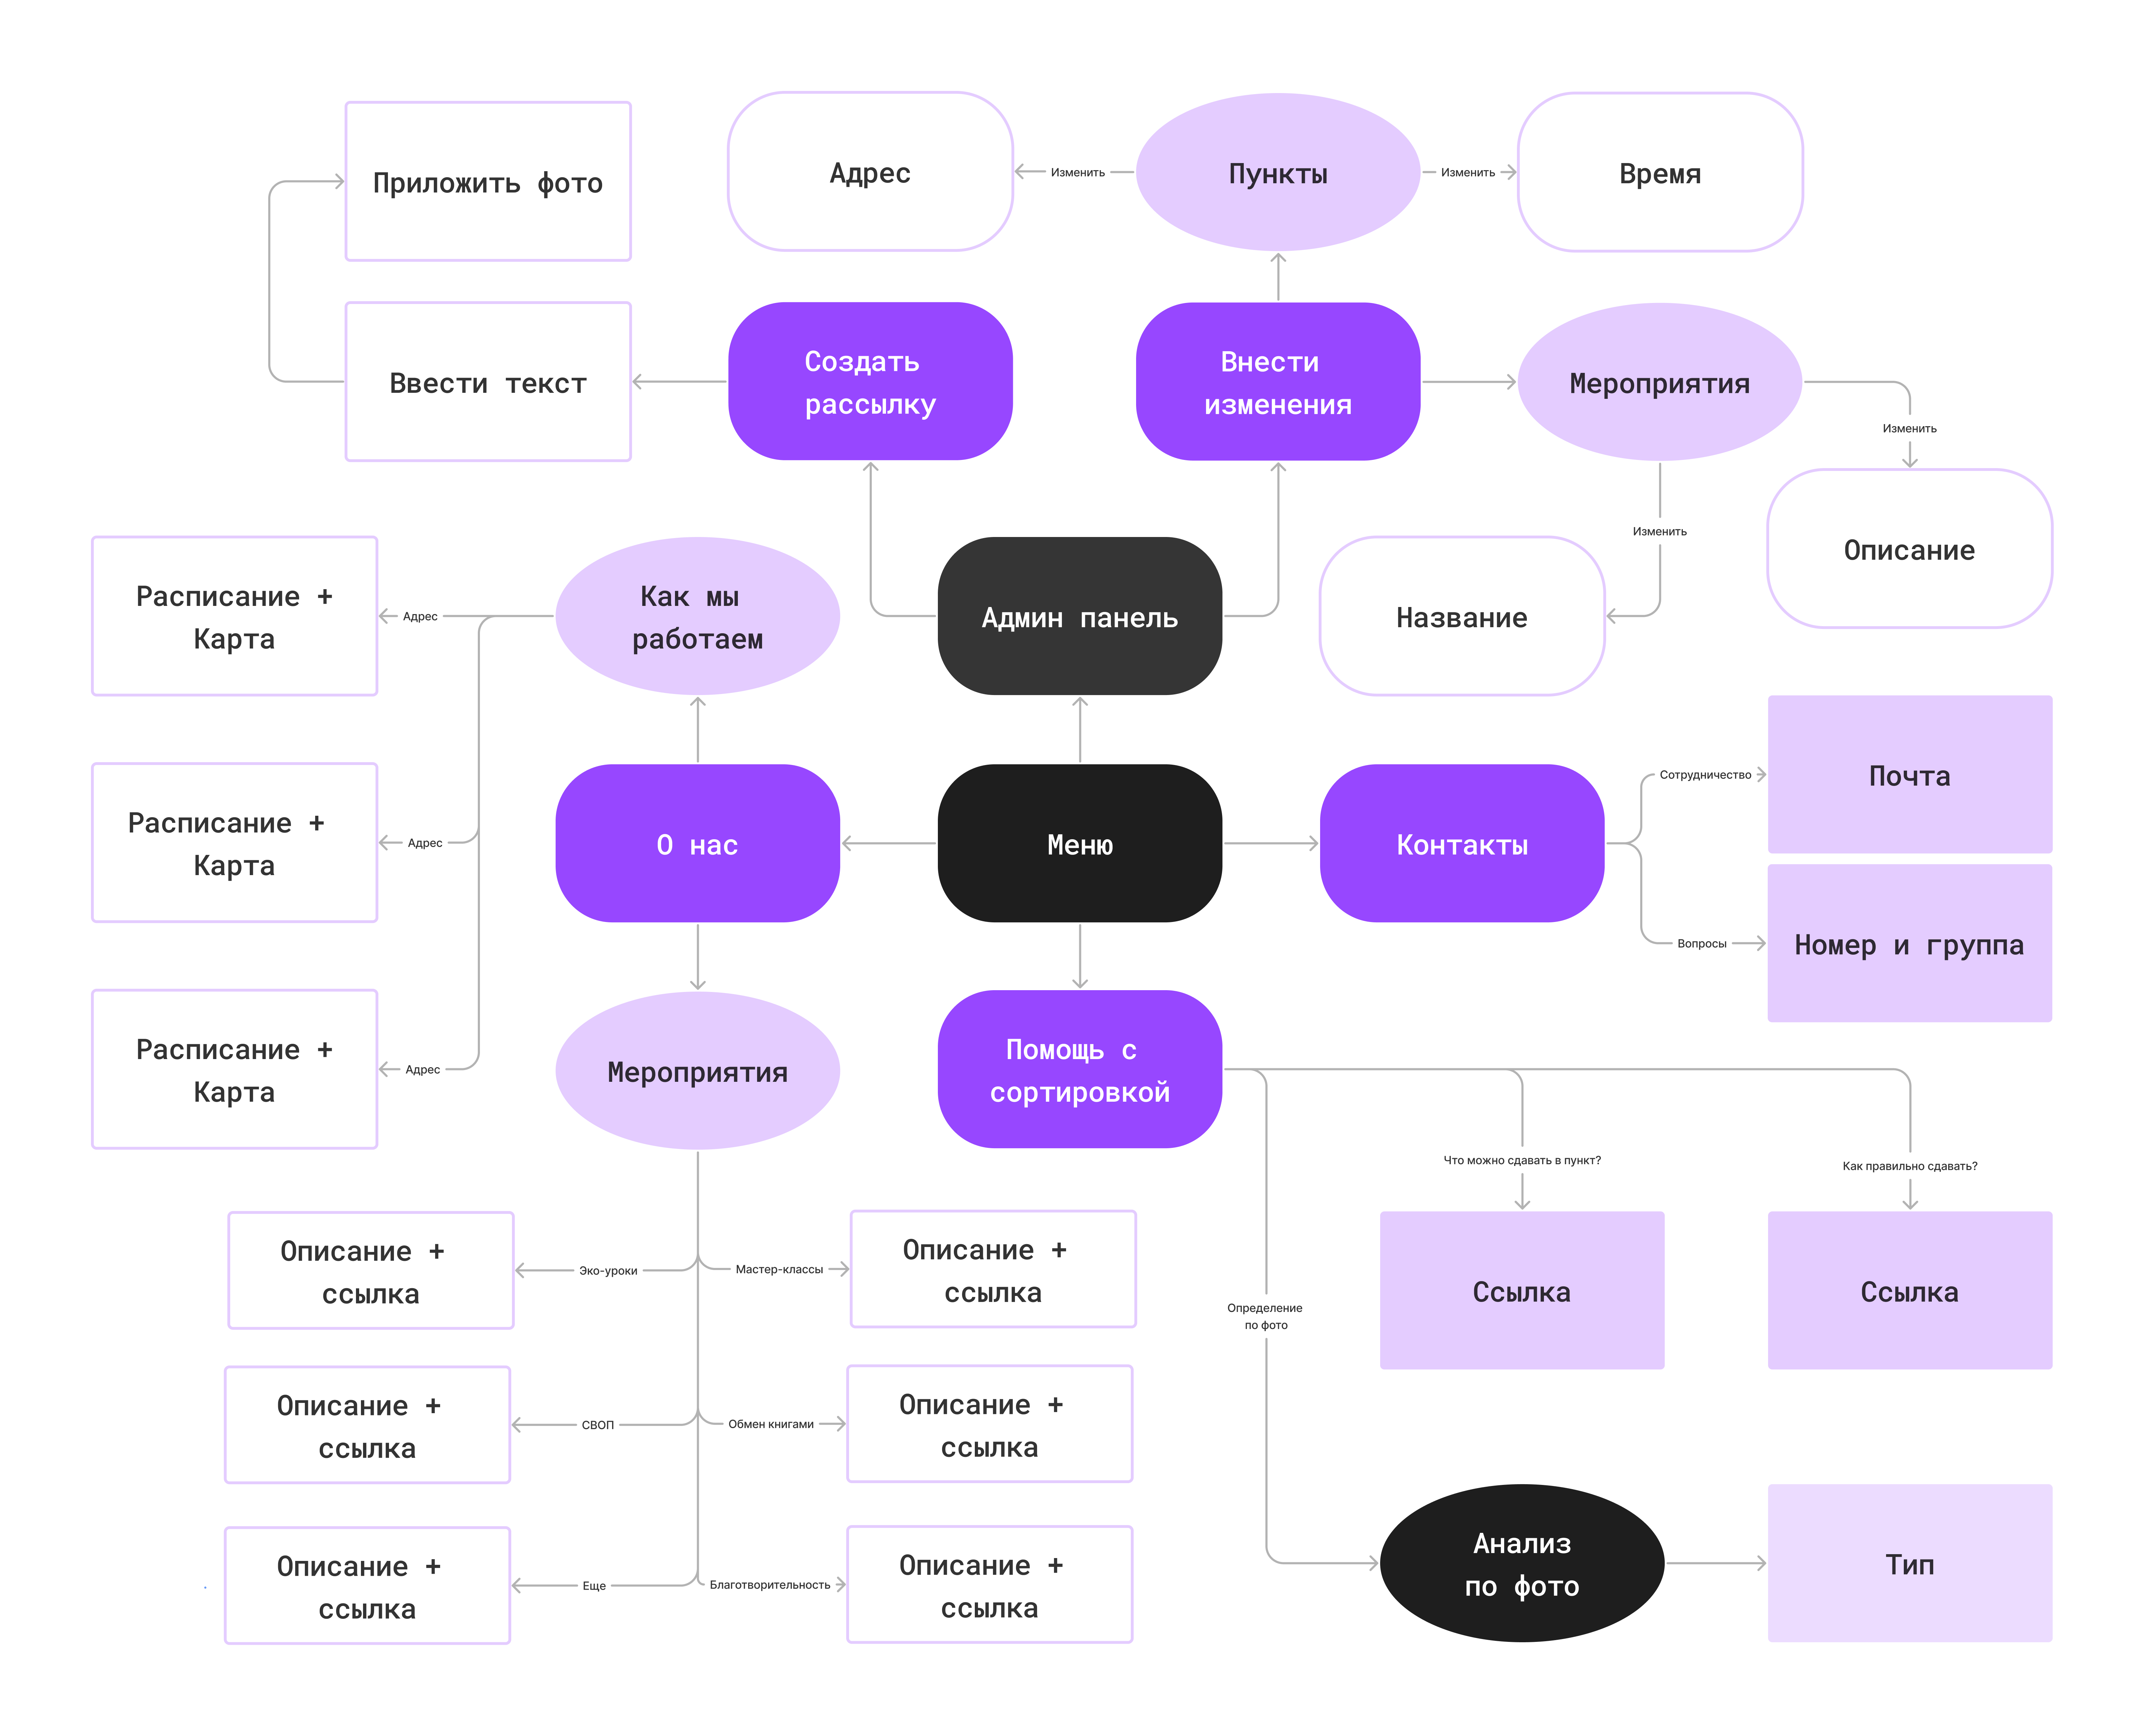 Приложить фото
Адрес
Изменить
Пункты
Изменить
Время
Ввести текст
Создать
рассылку
Внести
изменения
Мероприятия
Изменить
Изменить
Описание
Название
Расписание +
Карта
Адрес
Как мы
работаем
Админ панель
Расписание +
Карта
Адрес
О нас
Меню
Контакты
Сотрудничество
Почта
Вопросы
Номер и группа
Расписание +
Карта
Адрес
Мероприятия
Помощь с
сортировкой
Что можно сдавать в пункт?
Как правильно сдавать?
Описание +
ссылка
Эко-уроки
Мастер-классы
Описание +
ссылка
Определение
по фото
Ссылка
Ссылка
Описание +
ссылка
СВОП
Обмен книгами
Описание +
ссылка
Описание +
ссылка
Еще
Благотворительность
Описание +
ссылка
Анализ
по фото
Тип